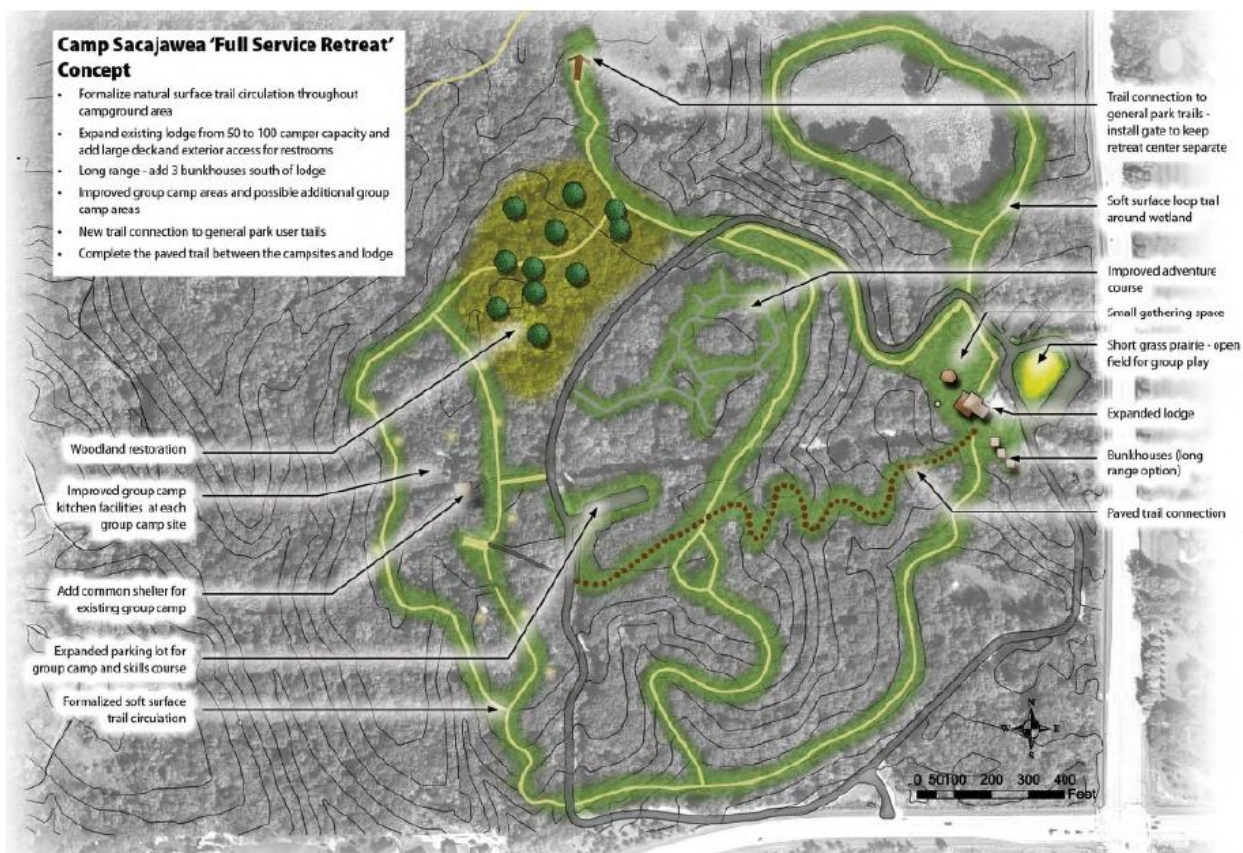 Camp Sacajawea ‘Full Service Retreat’
Concept
• Formalize natural surface trail circulation throughout
campground area
• Expand existing lodge from 50 to 100 camper capacity and
add large deck and exterior access for restrooms
• Long range - add 3 bunkhouses south of lodge
• Improved group camp areas and possible additional group
camp areas
• New trail connection to general park user trails
• Complete the paved trail between the campsites and lodge
Trail connection to
general park trails -
install gate to keep
retreat center separate
Soft surface loop trail
around wetland
Improved adventure
course
Small gathering space
Short grass prairie - open
field for group play
Expanded lodge
Bunkhouses (long
range option)
Paved trail connection
Woodland restoration
Improved group camp
kitchen facilities at each
group camp site
Add common shelter for
existing group camp
Expanded parking lot for
group camp and skills course
Formalized soft surface
trail circulation
N
W E
S
0 50 100 200 300 400
Feet